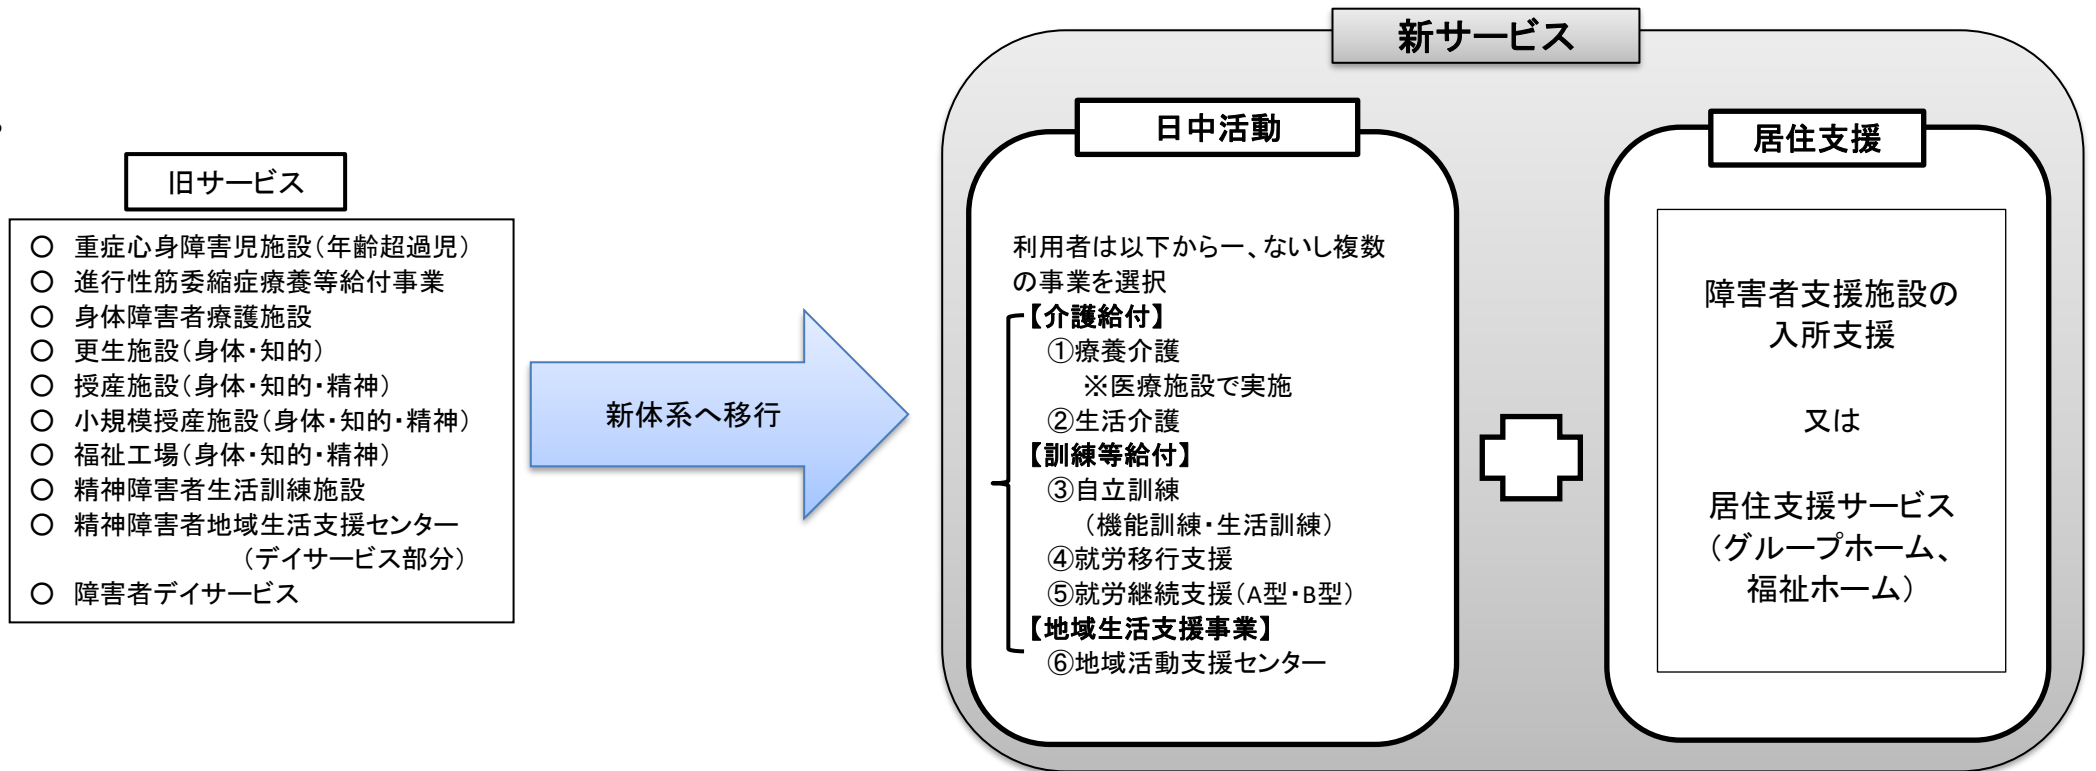 旧サービス
○ 重症心身障害児施設(年齢超過児)
○ 進行性筋萎縮症療養等給付事業
○ 身体障害者療護施設
○ 更生施設(身体・知的)
○ 授産施設(身体・知的・精神)
○ 小規模授産施設(身体・知的・精神)
○ 福祉工場(身体・知的・精神)
○ 精神障害者生活訓練施設
○ 精神障害者地域生活支援センター
(デイサービス部分)
○ 障害者デイサービス
新体系へ移行
新サービス
日中活動
利用者は以下から一、ないし複数
の事業を選択
【介護給付】
①療養介護
※医療施設で実施
②生活介護
【訓練等給付】
③自立訓練
(機能訓練・生活訓練)
④就労移行支援
⑤就労継続支援(A型・B型)
【地域生活支援事業】
⑥地域活動支援センター
居住支援
障害者支援施設の
入所支援
又は
居住支援サービス
(グループホーム、
福祉ホーム)